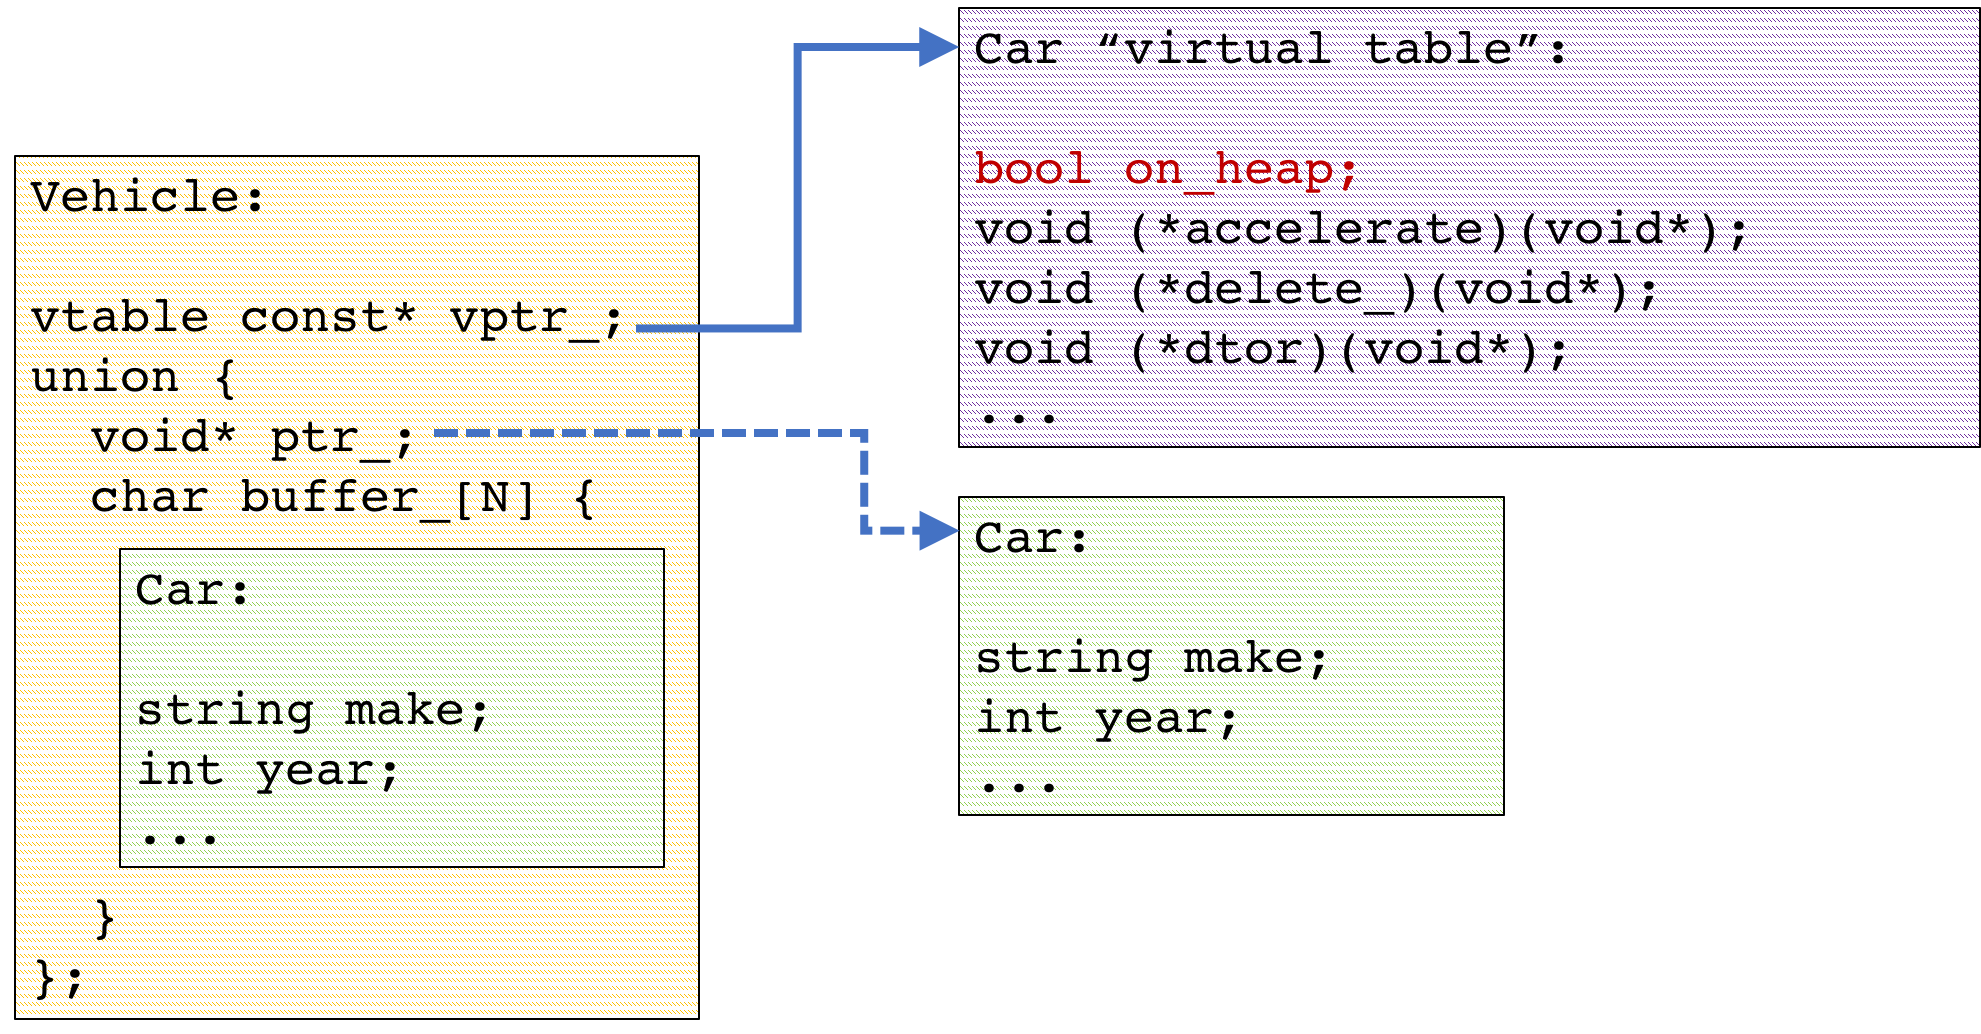 Vehicle:
vtable const* vptr_;
union {
  void* ptr_;
  char buffer_[N] {
Car:
string make;
int year;
...
  }
};
Car “virtual table”:
bool on_heap;
void (*accelerate)(void*);
void (*delete_)(void*);
void (*dtor)(void*);
...
Car:
string make;
int year;
...